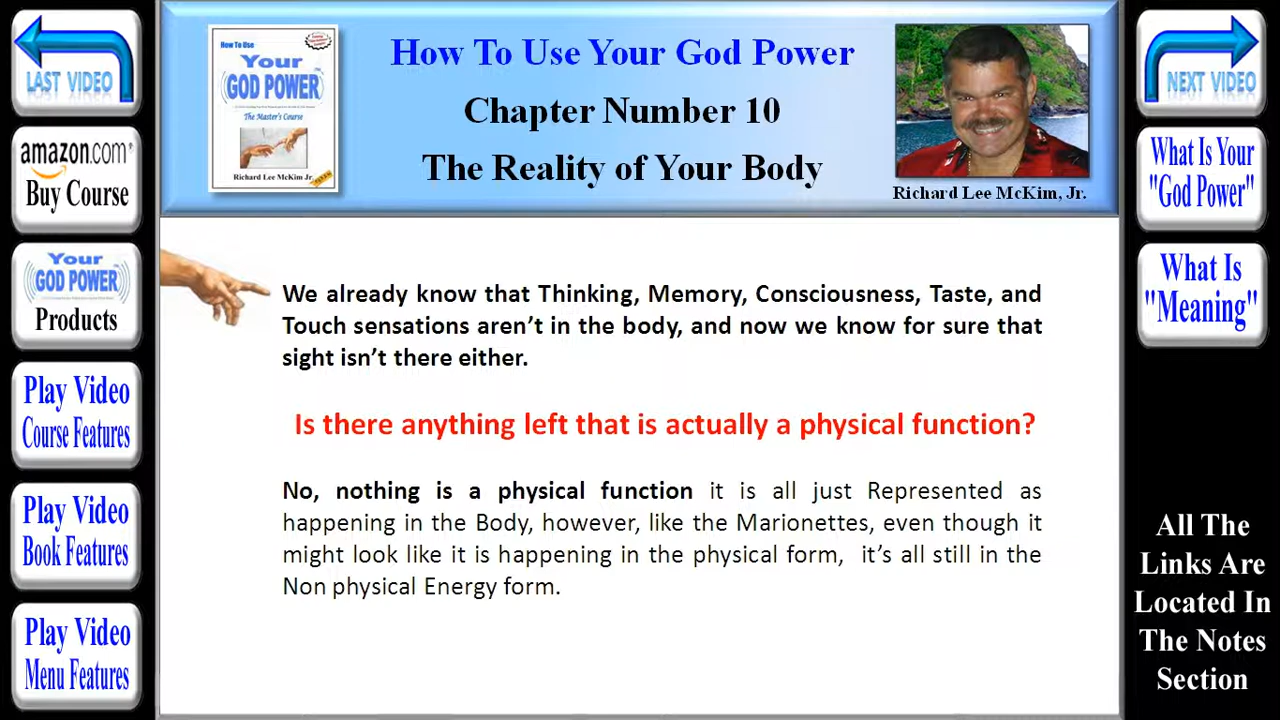 LAST VIDEO
amazon.com
Buy Course
Your
GOD POWER
Products
Play Video
Course Features
Play Video
Book Features
Play Video
Menu Features
How To Use
Your
GOD POWER
The Master's Course
Richard Lee McKim Jr.
How To Use Your God Power
Chapter Number 10
The Reality of Your Body
Richard Lee McKim, Jr.
We already know that Thinking, Memory, Consciousness, Taste, and
Touch sensations aren't in the body, and now we know for sure that
sight isn't there either.
Is there anything left that is actually a physical function?
No, nothing is a physical function it is all just Represented as
happening in the Body, however, like the Marionettes, even though it
might look like it is happening in the physical form, it's all still in the
Non physical Energy form.
NEXT VIDEO
What Is Your
"God Power"
What Is
"Meaning"
All The
Links Are
Located In
The Notes
Section